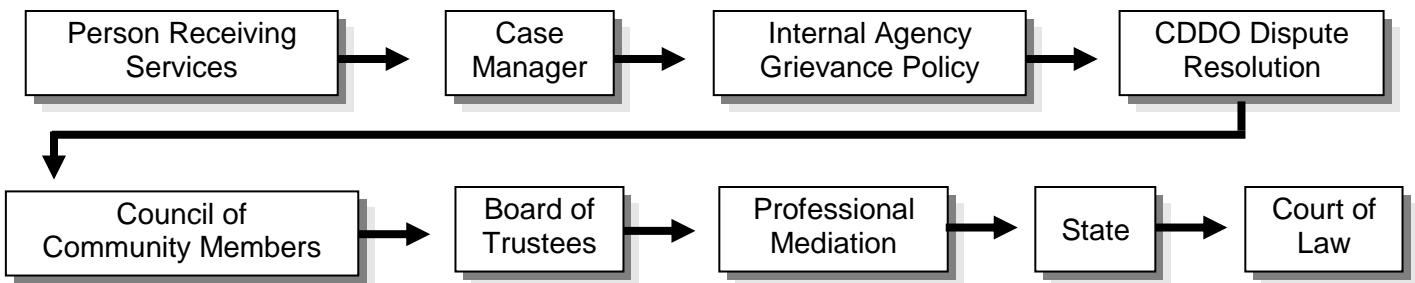 Person Receiving
Services
Case
Manager
Internal Agency
Grievance Policy
CDDO Dispute
Resolution
Council of
Community Members
Board of
Trustees
Professional
Mediation
State
Court of
Law